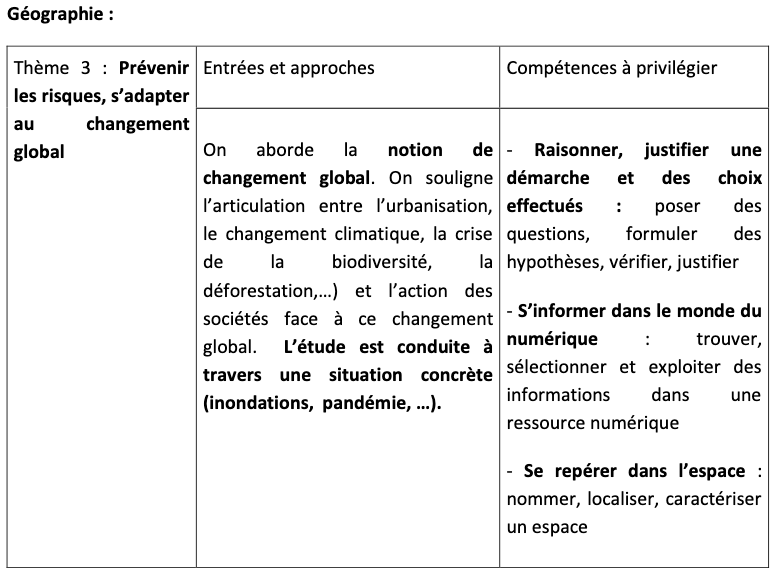 Géographie :
Thème 3 : Prévenir
les risques, s’adapter
au changement
global
Entrées et approches
On aborde la notion de
changement global. On souligne
l’articulation entre l’urbanisation,
le changement climatique, la crise
de la biodiversité, la
déforestation,…) et l’action des
sociétés face à ce changement
global. L’étude est conduite à
travers une situation concrète
(inondations, pandémie, …).
Compétences à privilégier
- Raisonner, justifier une
démarche et des choix
effectués : poser des
questions, formuler des
hypothèses, vérifier, justifier
- S’informer dans le monde du
numérique : trouver,
sélectionner et exploiter des
informations dans une
ressource numérique
- Se repérer dans l’espace :
nommer, localiser, caractériser
un espace